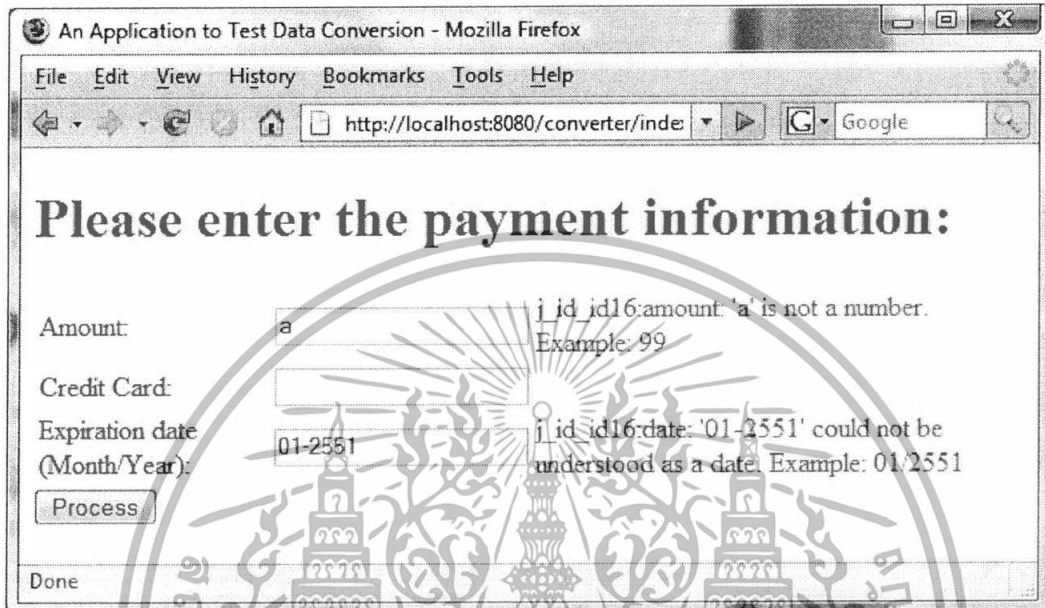 An Application to Test Data Conversion - Mozilla Firefox
File Edit View History Bookmarks Tools Help
http://localhost:8080/converter/inde: G Google
Please enter the payment information:
Amount: a j_id_id16:amount: 'a' is not a number.
Example: 99
Credit Card:
Expiration date
(Month/Year): 01-2551 j_id_id16:date: '01-2551' could not be
understood as a date. Example: 01/2551
Process
Done